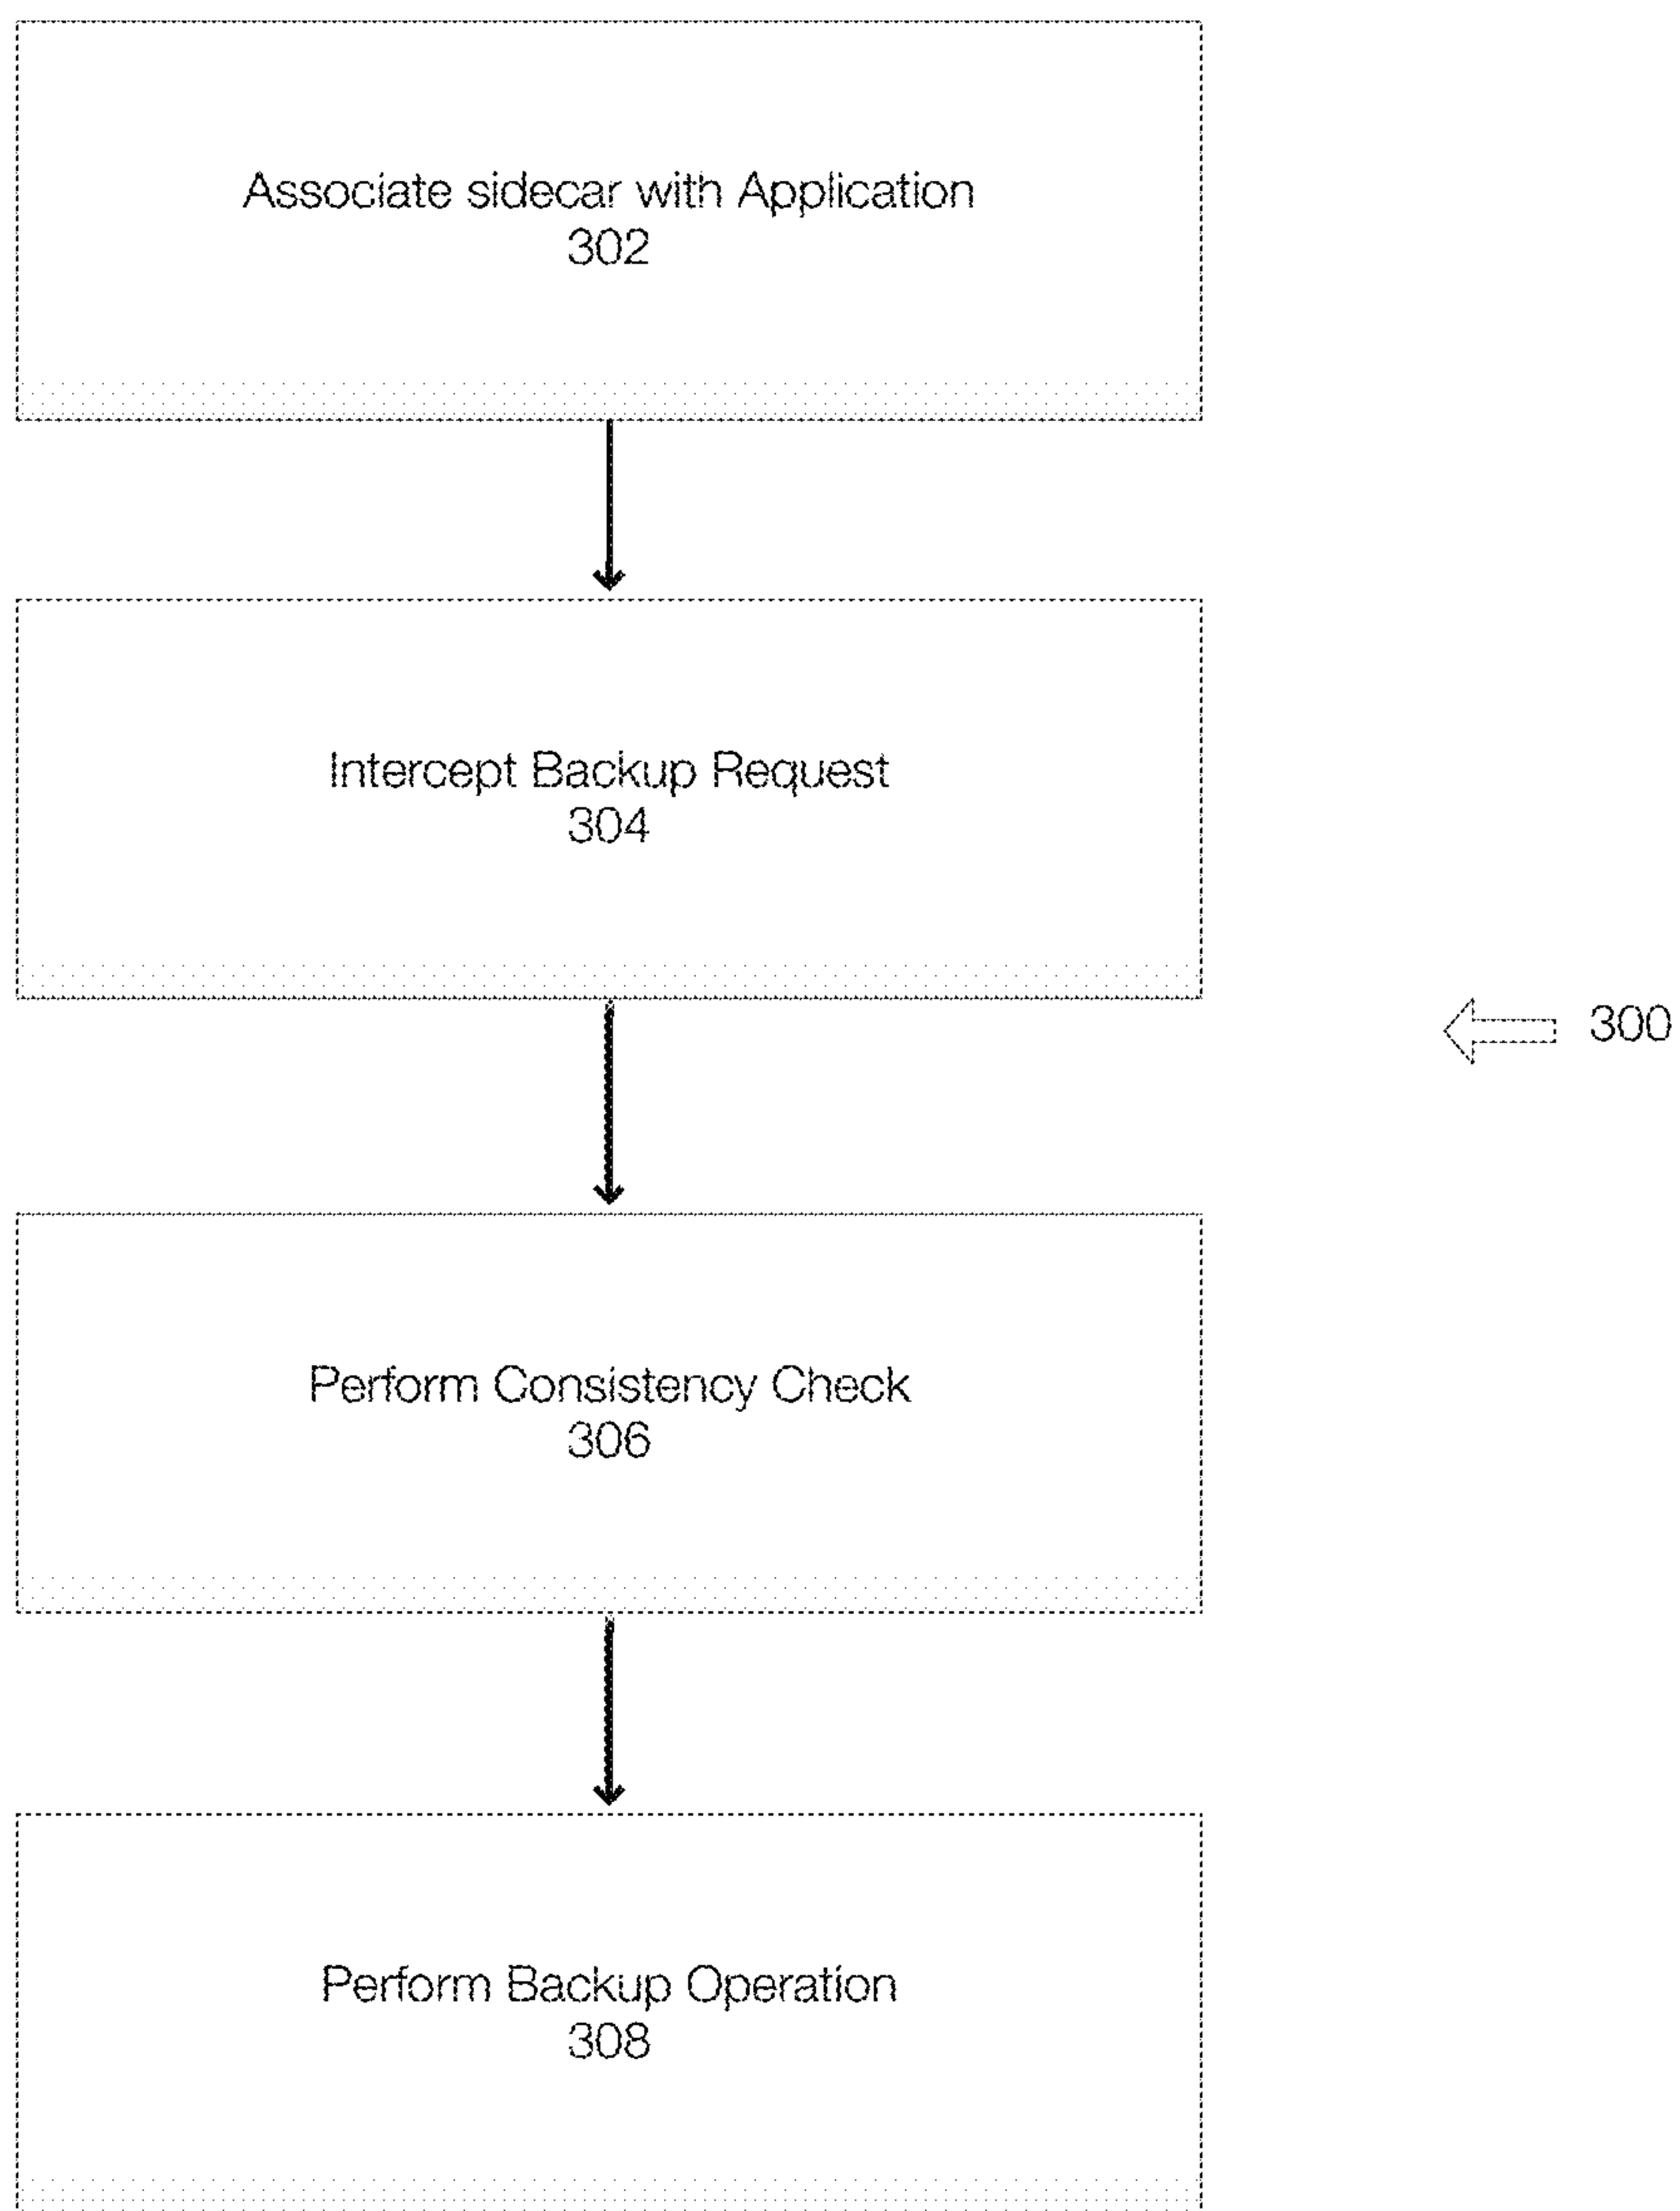 Associate sidecar with Application
302
Intercept Backup Request
304
300
Perform Consistency Check
306
Perform Backup Operation
308